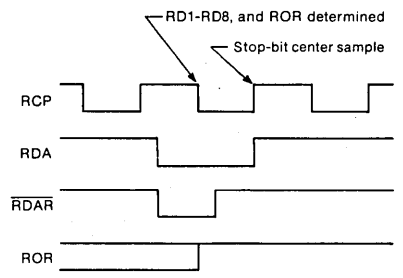 RD1-RD8, and ROR determined
Stop-bit center sample
RCP
RDA
RDAR
ROR